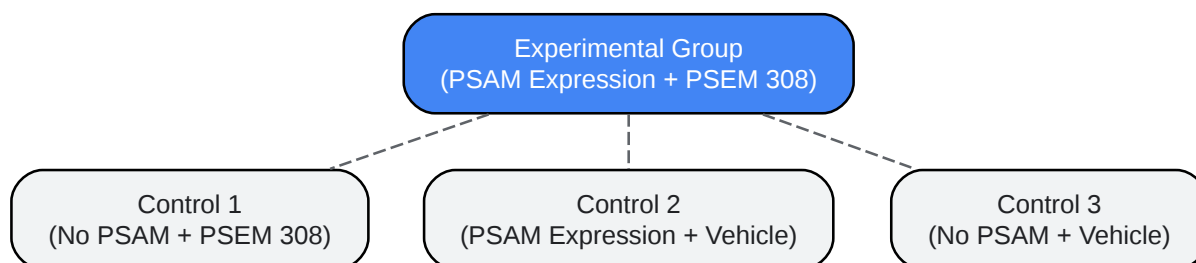 Experimental Group
(PSAM Expression + PSEM 308)
Control 1
(No PSAM + PSEM 308)
Control 2
(PSAM Expression + Vehicle)
Control 3
(No PSAM + Vehicle)